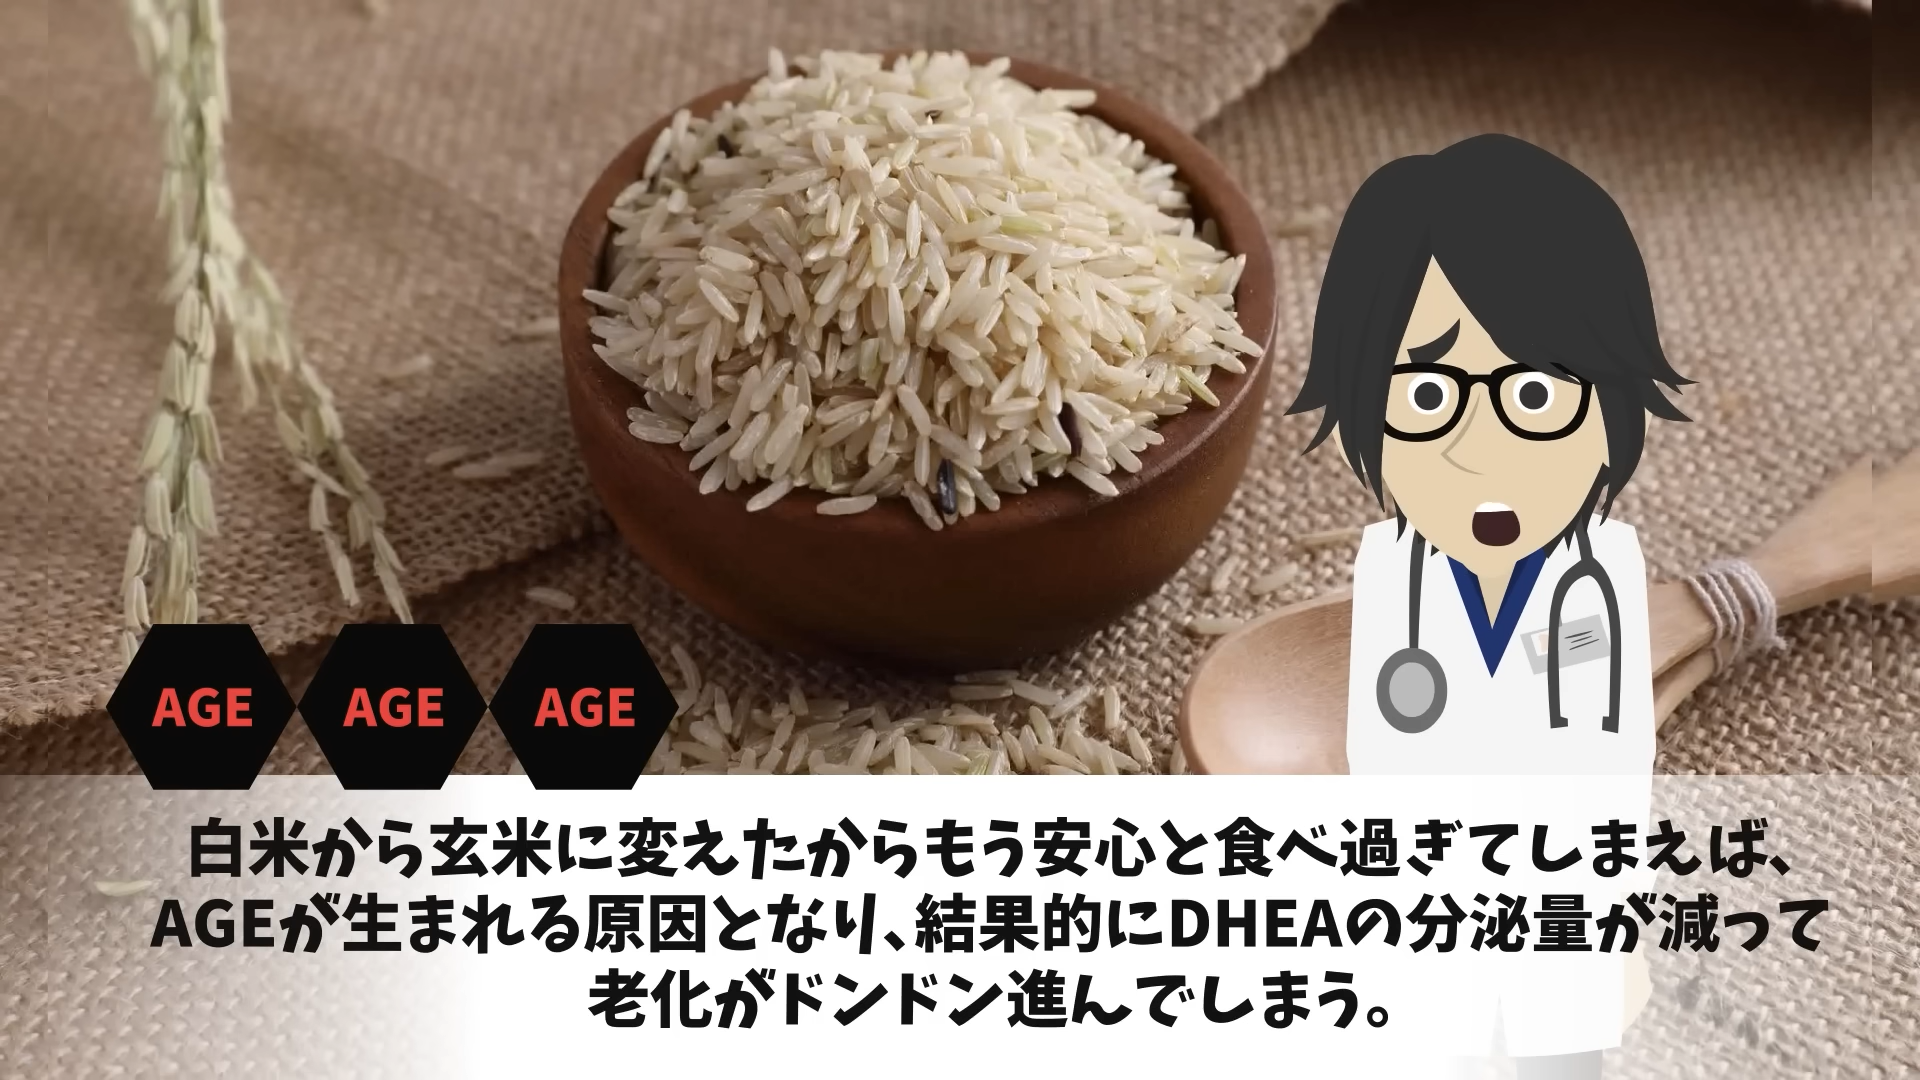 AGE AGE AGE
白米から玄米に変えたからもう安心と食べ過ぎてしまえば、
AGEが生まれる原因となり、結果的にDHEAの分泌量が減って
老化がドンドン進んでしまう。